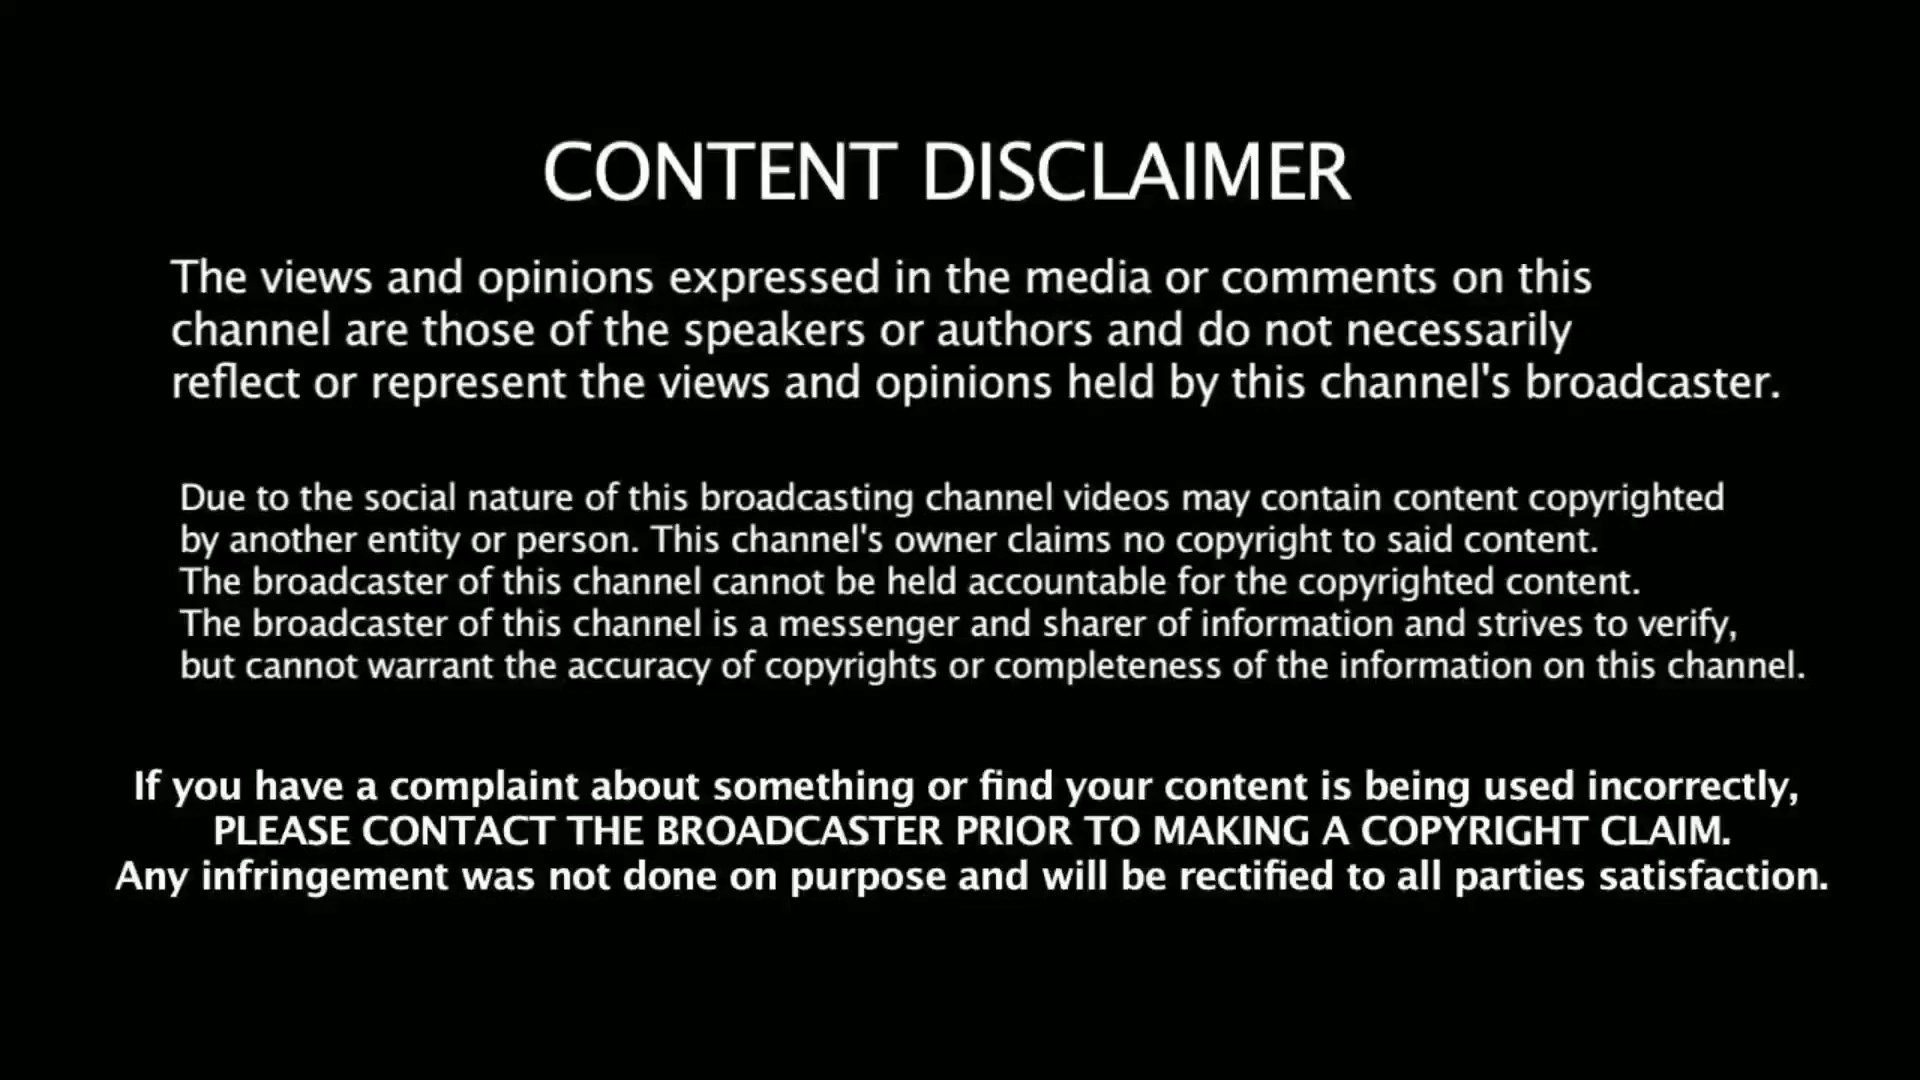 CONTENT DISCLAIMER
The views and opinions expressed in the media or comments on this
channel are those of the speakers or authors and do not necessarily
reflect or represent the views and opinions held by this channel's broadcaster.
Due to the social nature of this broadcasting channel videos may contain content copyrighted
by another entity or person. This channel's owner claims no copyright to said content.
The broadcaster of this channel cannot be held accountable for the copyrighted content.
The broadcaster of this channel is a messenger and sharer of information and strives to verify,
but cannot warrant the accuracy of copyrights or completeness of the information on this channel.
If you have a complaint about something or find your content is being used incorrectly,
PLEASE CONTACT THE BROADCASTER PRIOR TO MAKING A COPYRIGHT CLAIM.
Any infringement was not done on purpose and will be rectified to all parties satisfaction.